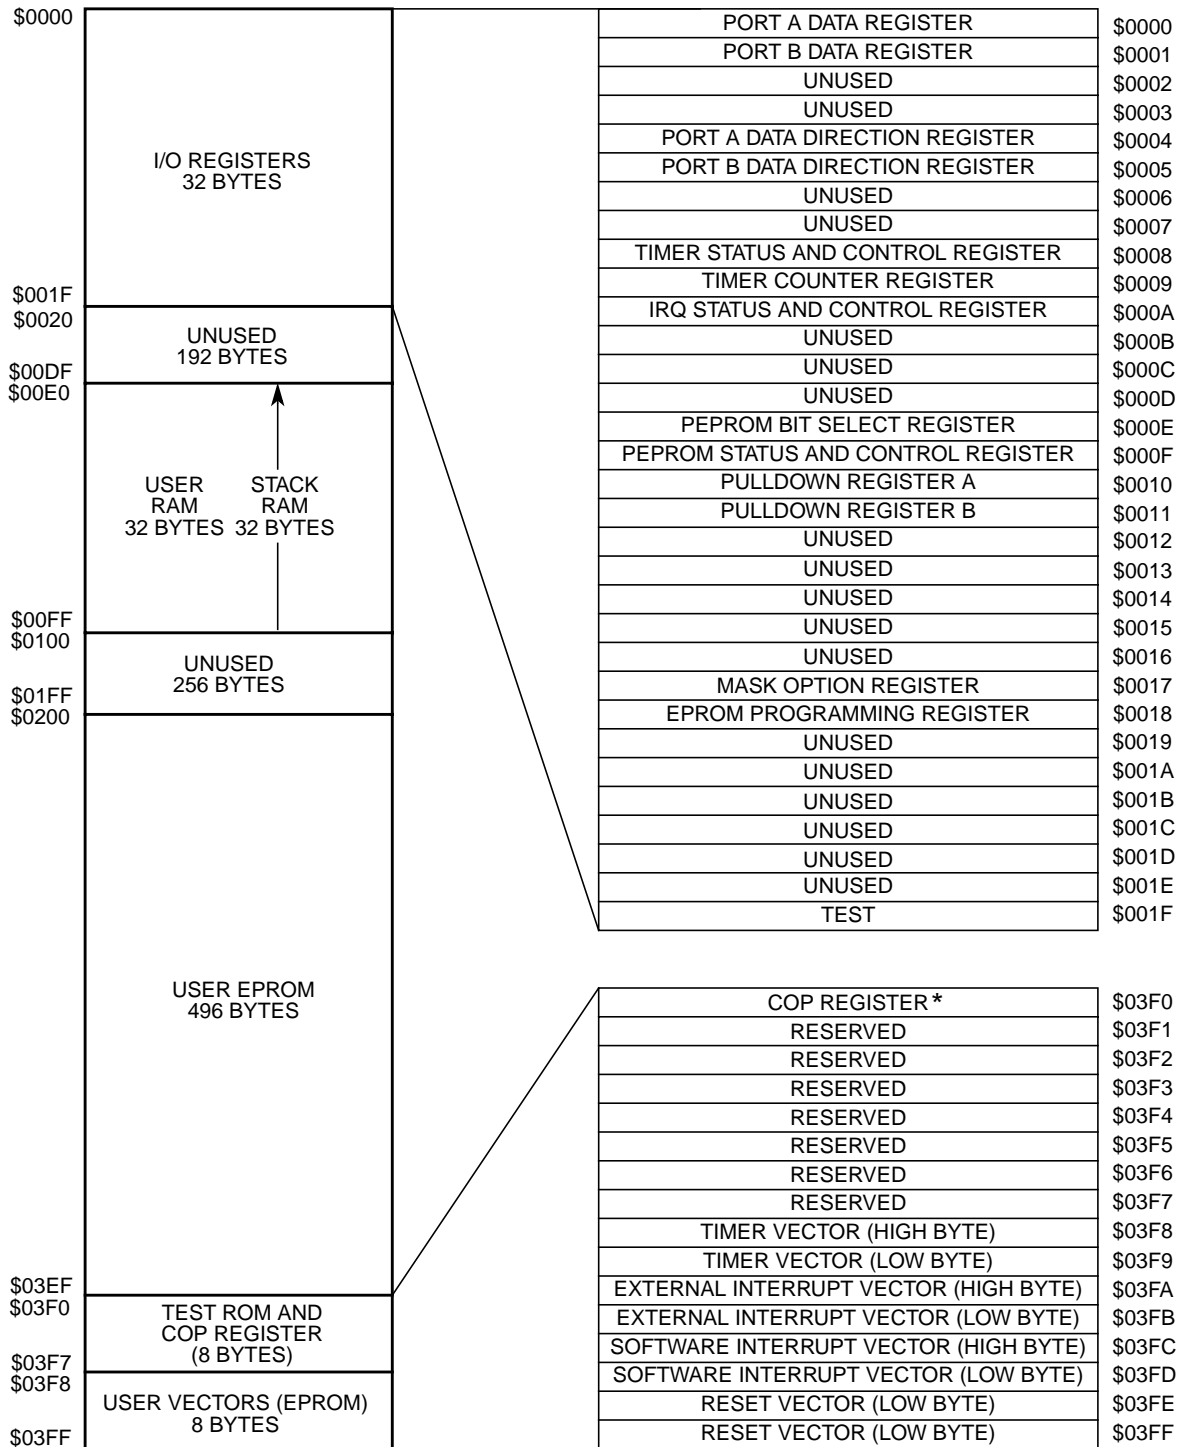 $0000
I/O REGISTERS
32 BYTES
$001F
$0020
UNUSED
192 BYTES
$00DF
$00E0
USER
RAM
32 BYTES
STACK
RAM
32 BYTES
$00FF
$0100
UNUSED
256 BYTES
$01FF
$0200
USER EPROM
496 BYTES
$03EF
$03F0
TEST ROM AND
COP REGISTER
(8 BYTES)
$03F7
$03F8
USER VECTORS (EPROM)
8 BYTES
$03FF
PORT A DATA REGISTER $0000
PORT B DATA REGISTER $0001
UNUSED $0002
UNUSED $0003
PORT A DATA DIRECTION REGISTER $0004
PORT B DATA DIRECTION REGISTER $0005
UNUSED $0006
UNUSED $0007
TIMER STATUS AND CONTROL REGISTER $0008
TIMER COUNTER REGISTER $0009
IRQ STATUS AND CONTROL REGISTER $000A
UNUSED $000B
UNUSED $000C
UNUSED $000D
PEPROM BIT SELECT REGISTER $000E
PEPROM STATUS AND CONTROL REGISTER $000F
PULLDOWN REGISTER A $0010
PULLDOWN REGISTER B $0011
UNUSED $0012
UNUSED $0013
UNUSED $0014
UNUSED $0015
UNUSED $0016
MASK OPTION REGISTER $0017
EPROM PROGRAMMING REGISTER $0018
UNUSED $0019
UNUSED $001A
UNUSED $001B
UNUSED $001C
UNUSED $001D
UNUSED $001E
TEST $001F
COP REGISTER* $03F0
RESERVED $03F1
RESERVED $03F2
RESERVED $03F3
RESERVED $03F4
RESERVED $03F5
RESERVED $03F6
RESERVED $03F7
TIMER VECTOR (HIGH BYTE) $03F8
TIMER VECTOR (LOW BYTE) $03F9
EXTERNAL INTERRUPT VECTOR (HIGH BYTE) $03FA
EXTERNAL INTERRUPT VECTOR (LOW BYTE) $03FB
SOFTWARE INTERRUPT VECTOR (HIGH BYTE) $03FC
SOFTWARE INTERRUPT VECTOR (LOW BYTE) $03FD
RESET VECTOR (LOW BYTE) $03FE
RESET VECTOR (LOW BYTE) $03FF